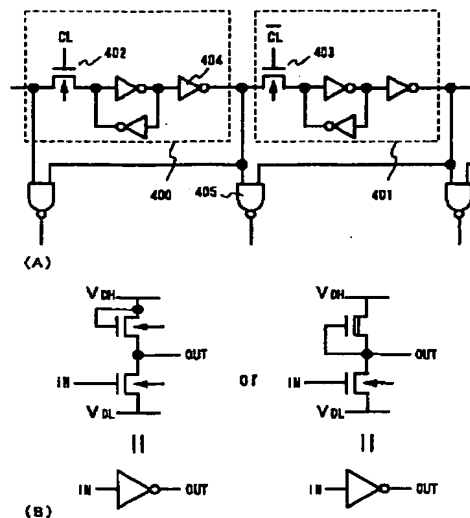 CL
402
404
C̅L̅
403
400
405
401
(A)
VDH
VDH
IN
OUT
or
IN
OUT
VDL
VDL
IN
OUT
IN
OUT
(B)